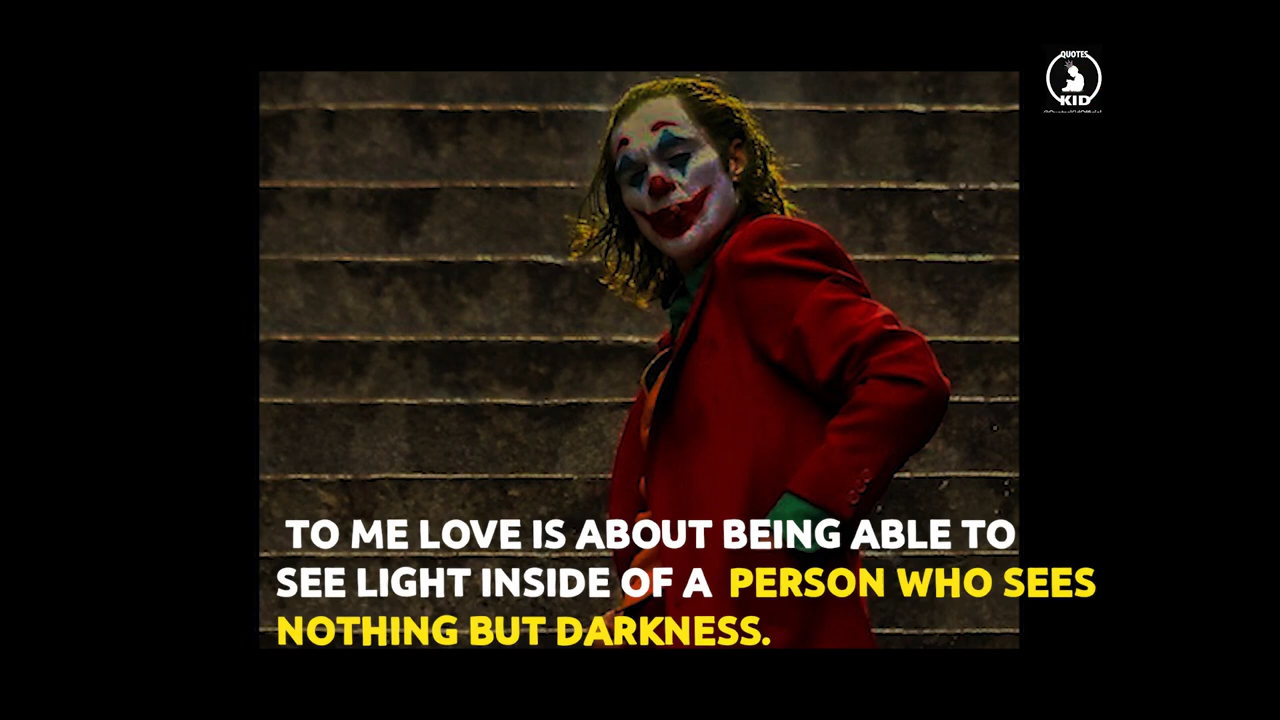 QUOTES
KID
TO ME LOVE IS ABOUT BEING ABLE TO
SEE LIGHT INSIDE OF A PERSON WHO SEES
NOTHING BUT DARKNESS.